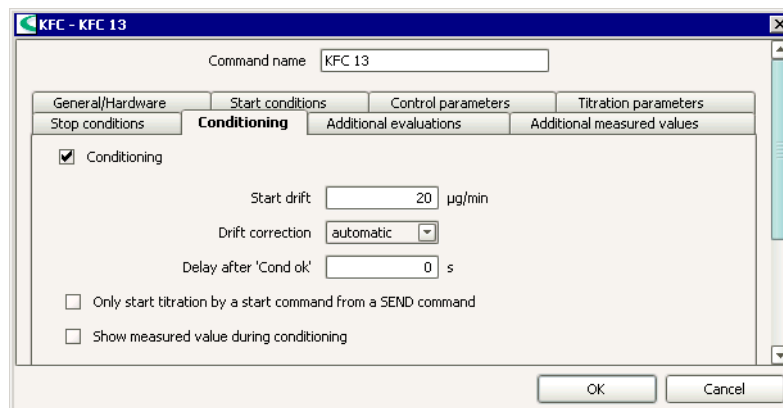 KFC - KFC 13
Command name KFC 13
General/Hardware Start conditions Control parameters Titration parameters
Stop conditions Conditioning Additional evaluations Additional measured values
Conditioning
Start drift 20 µg/min
Drift correction automatic
Delay after 'Cond ok' 0 s
Only start titration by a start command from a SEND command
Show measured value during conditioning
OK Cancel